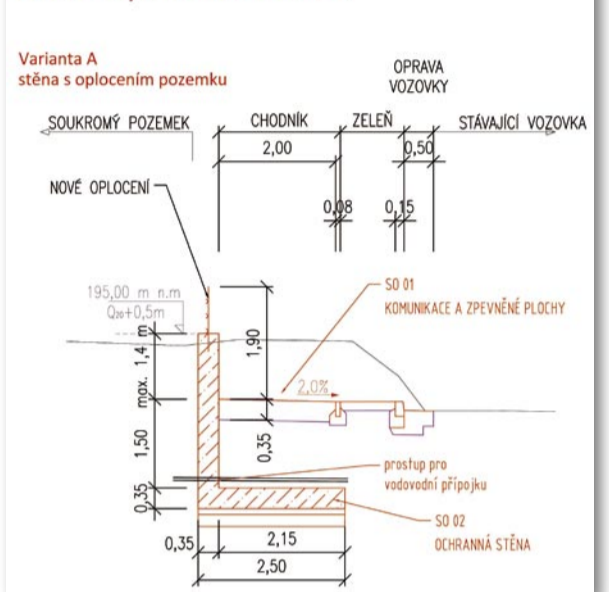 Varianta A
stěna s oplocením pozemku
OPRAVA
VOZOVKY
SOUKROMÝ POZEMEK
CHODNÍK
ZELEŇ
STÁVAJÍCÍ VOZOVKA
2,00
0,50
NOVÉ OPLOCENÍ
0,08
0,15
195,00 m n.m
Q20+0,5m
SO 01
KOMUNIKACE A ZPEVNĚNÉ PLOCHY
max. 1,4 m
1,90
2,0%
1,50
0,35
prostup pro
vodovodní přípojku
0,35
SO 02
OCHRANNÁ STĚNA
0,35
2,15
2,50